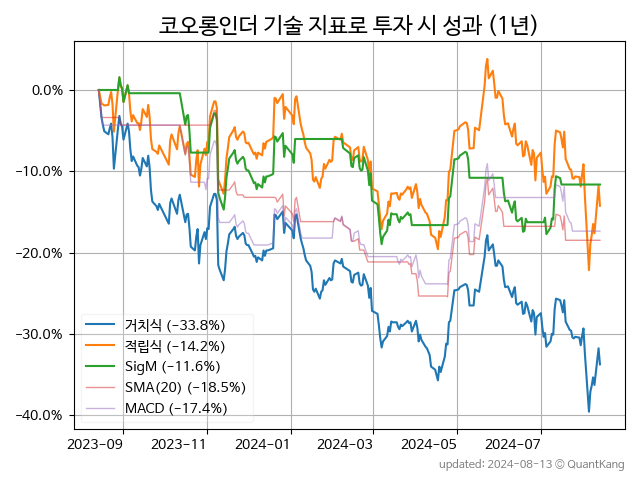 코오롱인더 기술 지표로 투자 시 성과 (1년)
0.0%
−10.0%
−20.0%
−30.0%
−40.0%
거치식 (−33.8%)
적립식 (−14.2%)
SigM (−11.6%)
SMA(20) (−18.5%)
MACD (−17.4%)
2023−09 2023−11 2024−01 2024−03 2024−05 2024−07
updated: 2024−08−13 © QuantKang